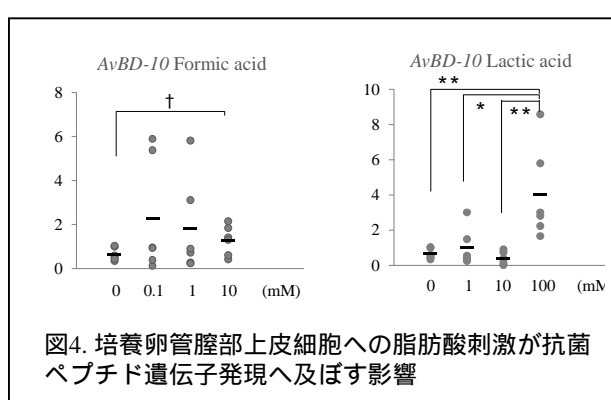 AvBD-10 Formic acid
8
6
4
2
0
†
0 0.1 1 10 (mM)
AvBD-10 Lactic acid
10
8
6
4
2
0
**
*
**
0 1 10 100 (mM
図4. 培養卵管膣部上皮細胞への脂肪酸刺激が抗菌
ペプチド遺伝子発現へ及ぼす影響